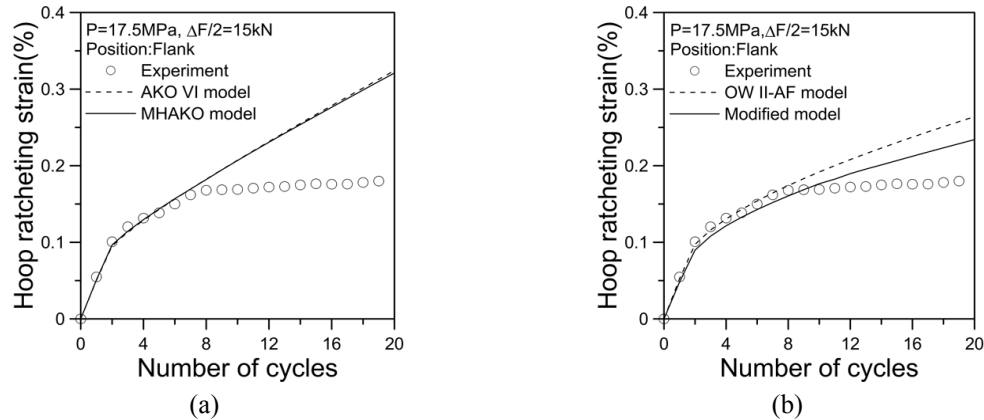 0.4
P=17.5MPa, ΔF/2=15kN
Position:Flank
Experiment
AKO VI model
MHAKO model
0.3
0.2
0.1
0
0 4 8 12 16 20
Hoop ratcheting strain(%)
Number of cycles
(a)
0.4
P=17.5MPa,ΔF/2=15kN
Position:Flank
Experiment
OW II-AF model
Modified model
0.3
0.2
0.1
0
0 4 8 12 16 20
Hoop ratcheting strain(%)
Number of cycles
(b)